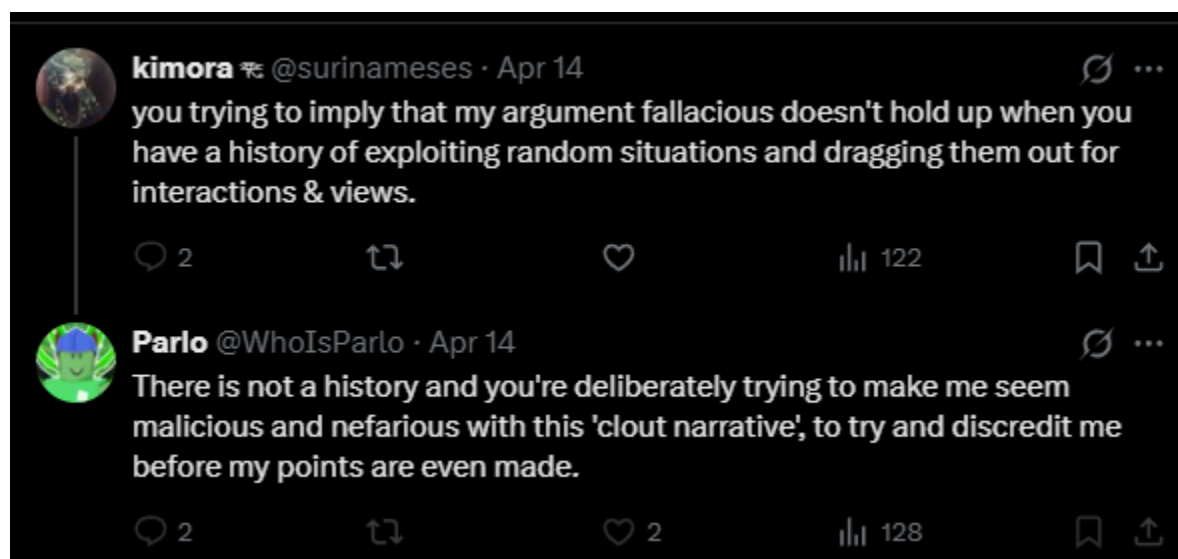 kimora @surinameses · Apr 14
you trying to imply that my argument fallacious doesn't hold up when you
have a history of exploiting random situations and dragging them out for
interactions & views.
2 122
Parlo @WhoIsParlo · Apr 14
There is not a history and you're deliberately trying to make me seem
malicious and nefarious with this 'clout narrative', to try and discredit me
before my points are even made.
2 2 128